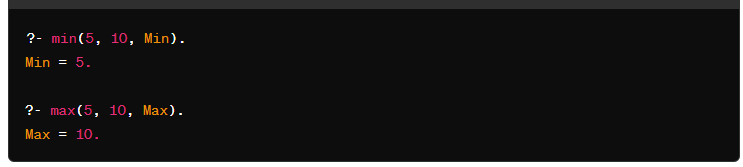 ?- min(5, 10, Min).
Min = 5.
?- max(5, 10, Max).
Max = 10.